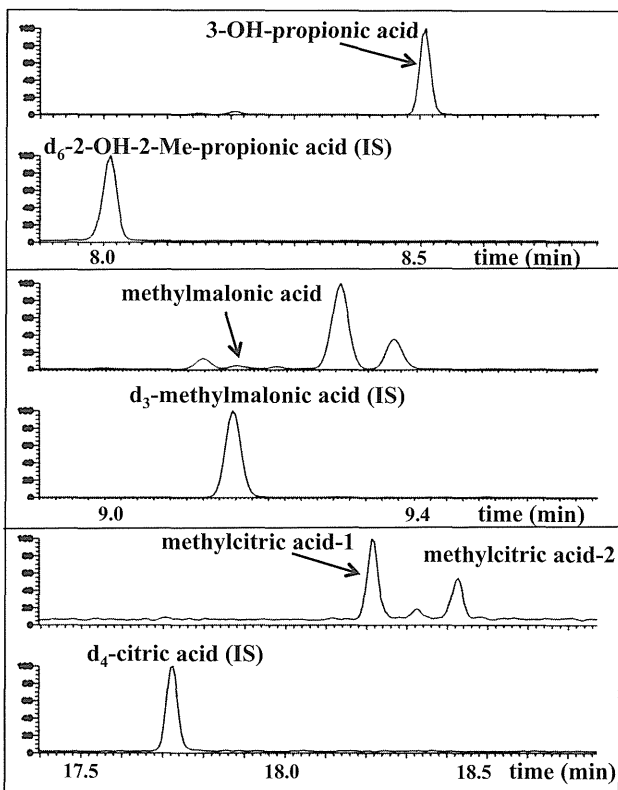 3-OH-propionic acid
d₆-2-OH-2-Me-propionic acid (IS)
8.0 8.5 time (min)
methylmalonic acid
d₃-methylmalonic acid (IS)
9.0 9.4 time (min)
methylcitric acid-1 methylcitric acid-2
d₄-citric acid (IS)
17.5 18.0 18.5 time (min)